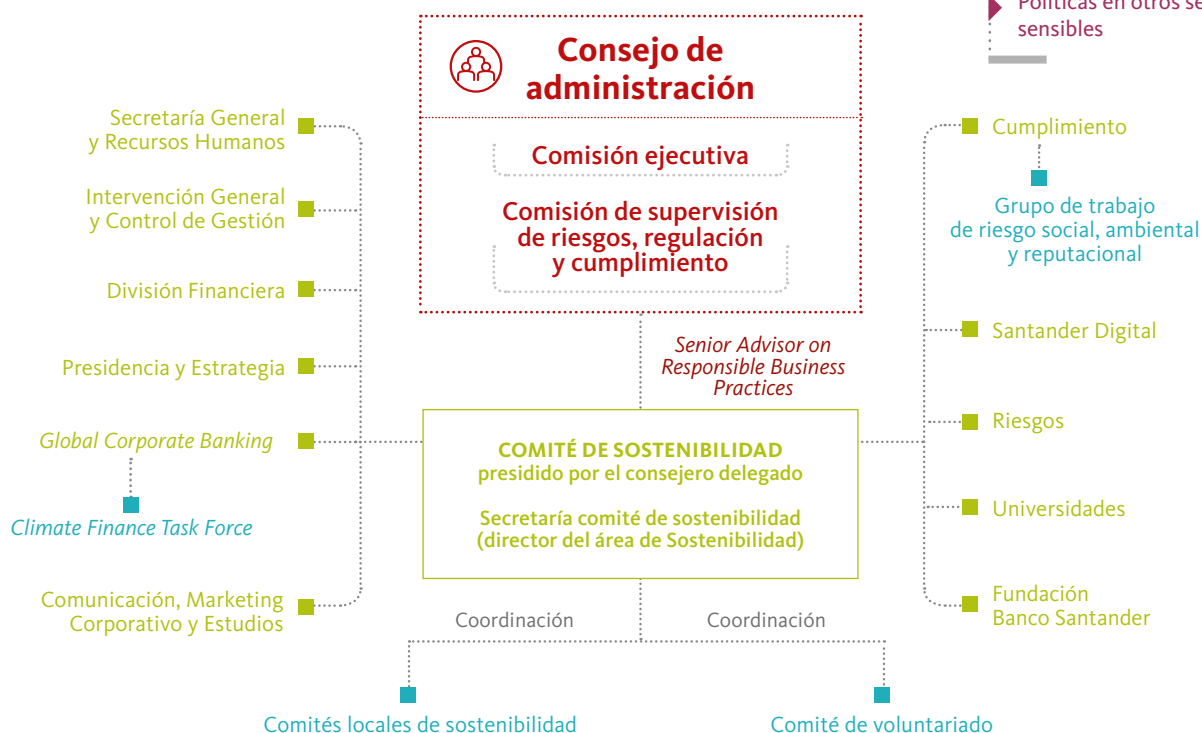 Políticas en otros
sensibles
Consejo de
administración
Comisión ejecutiva
Comisión de supervisión
de riesgos, regulación
y cumplimiento
Secretaría General
y Recursos Humanos
Intervención General
y Control de Gestión
División Financiera
Presidencia y Estrategia
Global Corporate Banking
Climate Finance Task Force
Comunicación, Marketing
Corporativo y Estudios
Senior Advisor on
Responsible Business
Practices
COMITÉ DE SOSTENIBILIDAD
presidido por el consejero delegado
Secretaría comité de sostenibilidad
(director del área de Sostenibilidad)
Cumplimiento
Grupo de trabajo
de riesgo social, ambiental
y reputacional
Santander Digital
Riesgos
Universidades
Fundación
Banco Santander
Coordinación
Coordinación
Comités locales de sostenibilidad
Comité de voluntariado